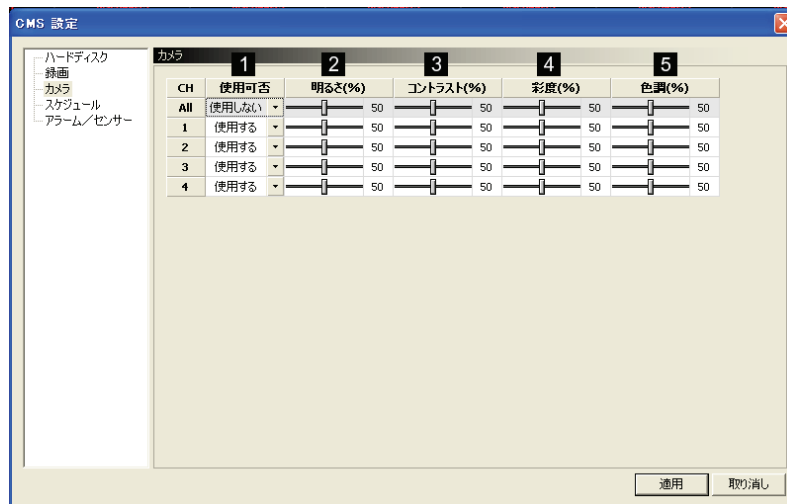 CMS 設定
ハードディスク
録画
カメラ
スケジュール
アラーム／センサー
カメラ
1 2 3 4 5
CH 使用可否 明るさ(%) コントラスト(%) 彩度(%) 色調(%)
All 使用しない 50 50 50 50
1 使用する 50 50 50 50
2 使用する 50 50 50 50
3 使用する 50 50 50 50
4 使用する 50 50 50 50
適用 取り消し